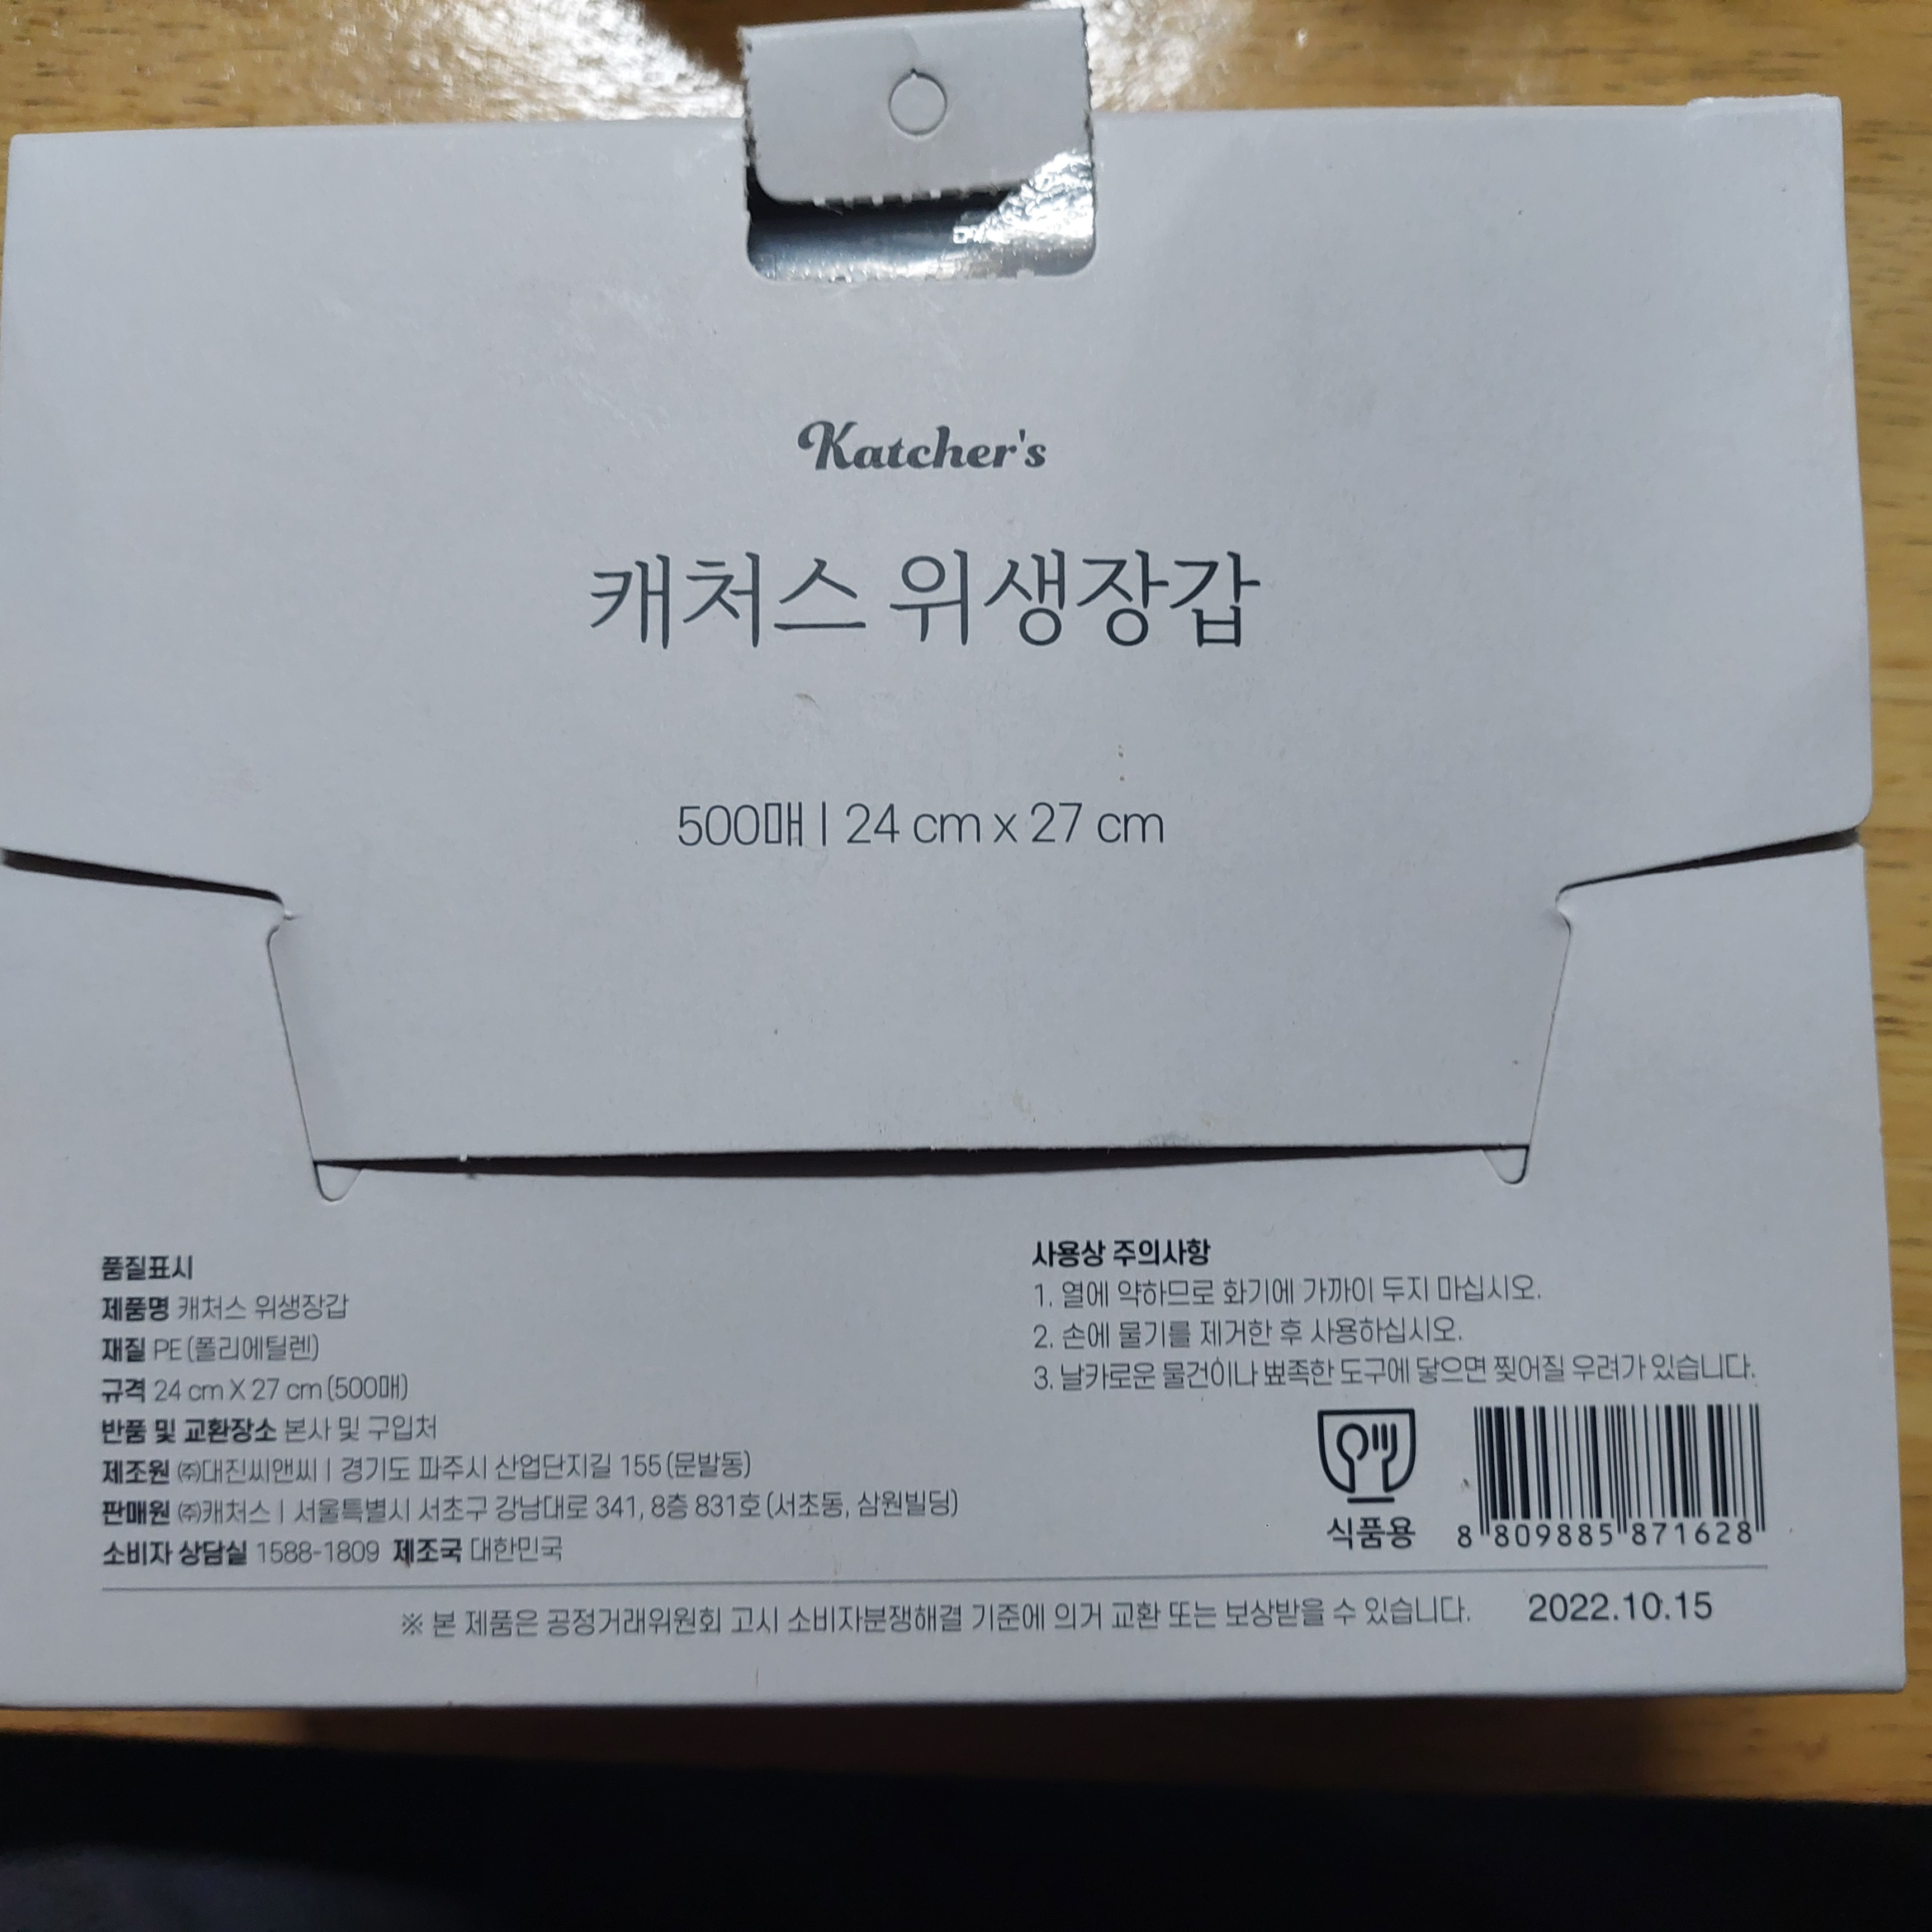 Katcher's
캐처스 위생장갑
500매 | 24 cm x 27 cm
품질표시
제품명 캐처스 위생장갑
재질 PE (폴리에틸렌)
규격 24 cm X 27 cm (500매)
반품 및 교환장소 본사 및 구입처
제조원 ㈜대진씨앤씨 | 경기도 파주시 산업단지길 155 (문발동)
판매원 ㈜캐처스 | 서울특별시 서초구 강남대로 341, 8층 831호 (서초동, 삼원빌딩)
소비자 상담실 1588-1809 제조국 대한민국
사용상 주의사항
1. 열에 약하므로 화기에 가까이 두지 마십시오.
2. 손에 물기를 제거한 후 사용하십시오.
3. 날카로운 물건이나 뾰족한 도구에 닿으면 찢어질 우려가 있습니다.
식품용
8 809885 871628
※ 본 제품은 공정거래위원회 고시 소비자분쟁해결 기준에 의거 교환 또는 보상받을 수 있습니다.
2022.10.15